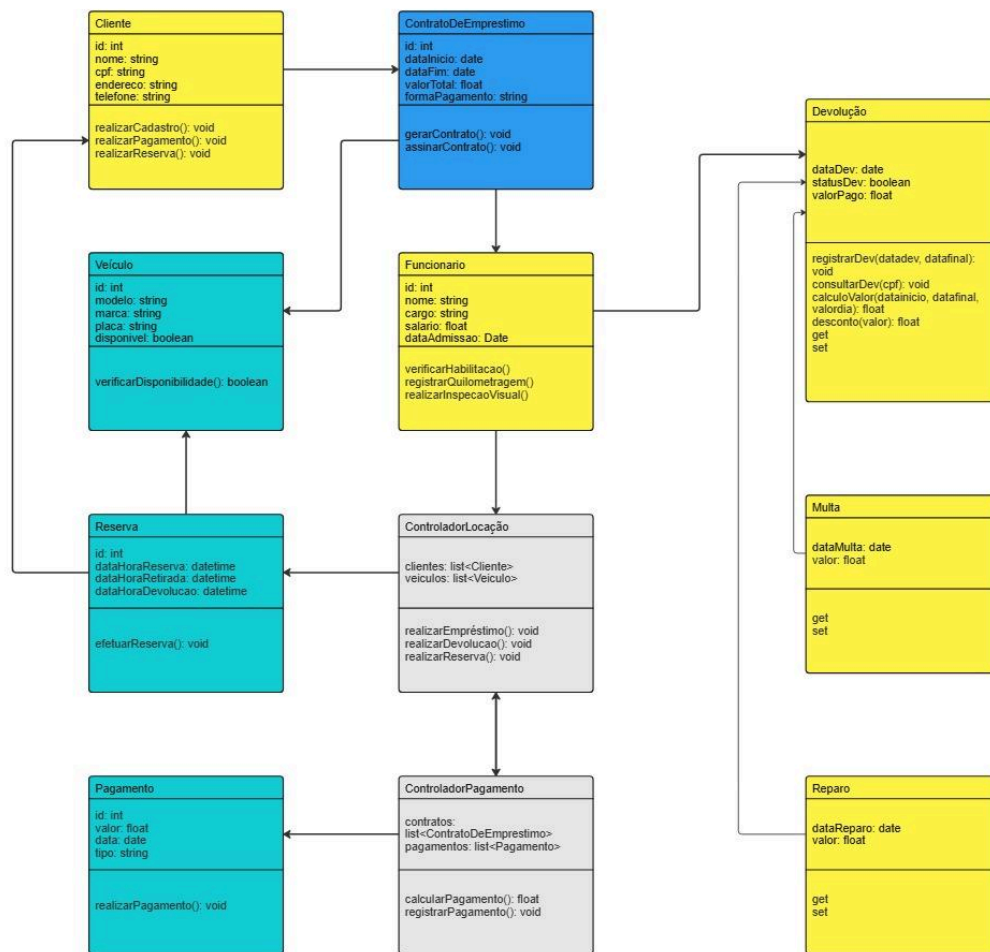 Cliente
id: int
nome: string
cpf: string
endereco: string
telefone: string
realizarCadastro(): void
realizarPagamento(): void
realizarReserva(): void
ContratoDeEmprestimo
id: int
dataInicio: date
dataFim: date
valorTotal: float
formaPagamento: string
gerarContrato(): void
assinarContrato(): void
Devolução
dataDev: date
statusDev: boolean
valorPago: float
registrarDev(datadev, datafinal):
void
consultarDev(cpf): void
calculoValor(datainicio, datafinal,
valordia): float
desconto(valor): float
get
set
Veículo
id: int
modelo: string
marca: string
placa: string
disponivel: boolean
verificarDisponibilidade(): boolean
Funcionario
id: int
nome: string
cargo: string
salario: float
dataAdmissao: Date
verificarHabilitacao()
registrarQuilometragem()
realizarInspecaoVisual()
Reserva
id: int
dataHoraReserva: datetime
dataHoraRetirada: datetime
dataHoraDevolucao: datetime
efetuarReserva(): void
ControladorLocação
clientes: list<Cliente>
veiculos: list<Veiculo>
realizarEmpréstimo(): void
realizarDevolucao(): void
realizarReserva(): void
Multa
dataMulta: date
valor: float
get
set
Pagamento
id: int
valor: float
data: date
tipo: string
realizarPagamento(): void
ControladorPagamento
contratos:
list<ContratoDeEmprestimo>
pagamentos: list<Pagamento>
calcularPagamento(): float
registrarPagamento(): void
Reparo
dataReparo: date
valor: float
get
set